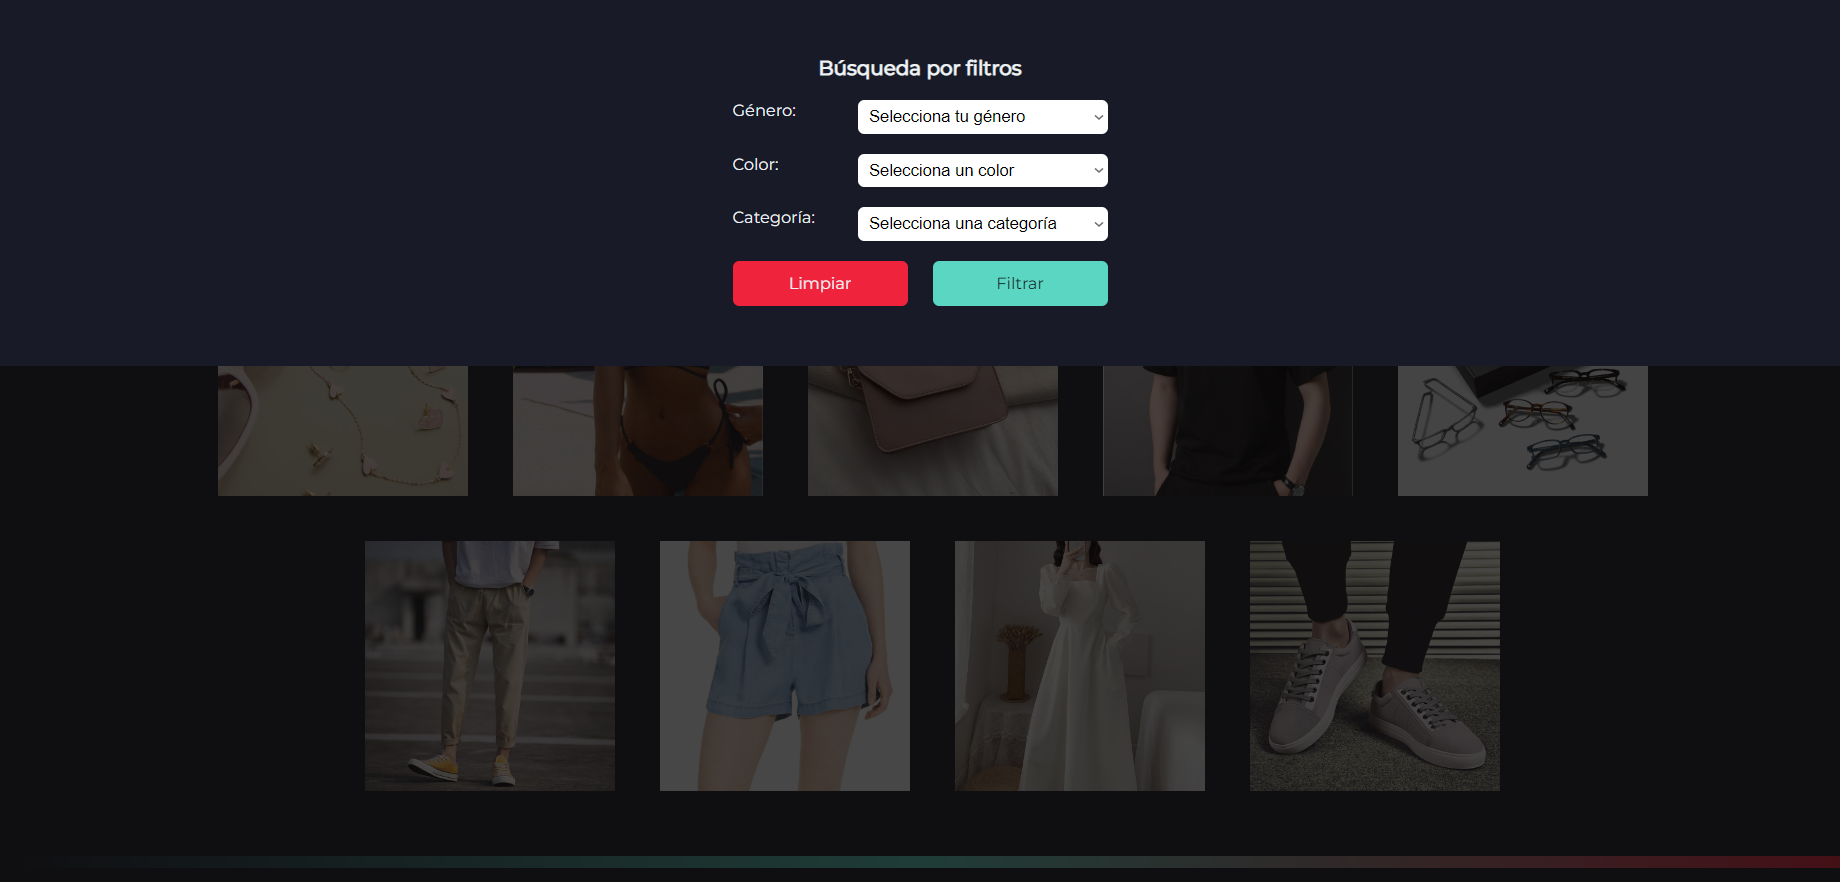 Búsqueda por filtros
Género:
Selecciona tu género
Color:
Selecciona un color
Categoría:
Selecciona una categoría
Limpiar
Filtrar